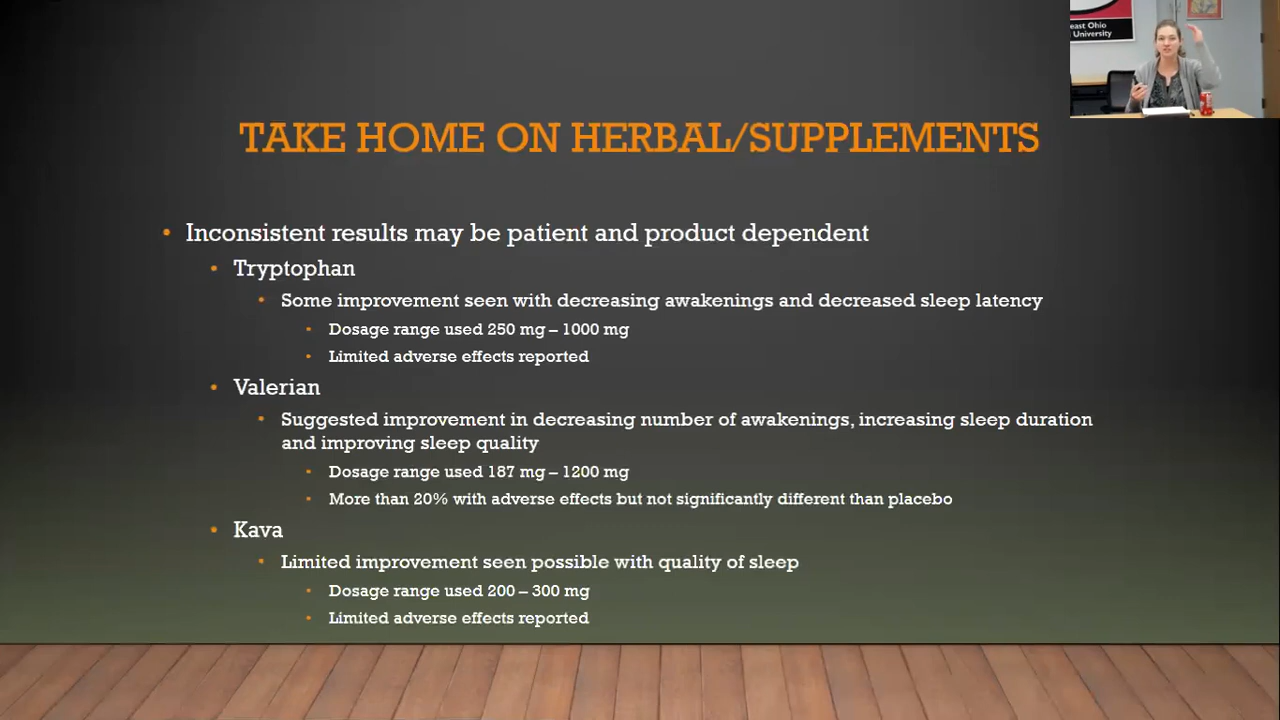 east Ohio
University
TAKE HOME ON HERBAL/SUPPLEMENTS
• Inconsistent results may be patient and product dependent
• Tryptophan
• Some improvement seen with decreasing awakenings and decreased sleep latency
• Dosage range used 250 mg – 1000 mg
• Limited adverse effects reported
• Valerian
• Suggested improvement in decreasing number of awakenings, increasing sleep duration
and improving sleep quality
• Dosage range used 187 mg – 1200 mg
• More than 20% with adverse effects but not significantly different than placebo
• Kava
• Limited improvement seen possible with quality of sleep
• Dosage range used 200 – 300 mg
• Limited adverse effects reported